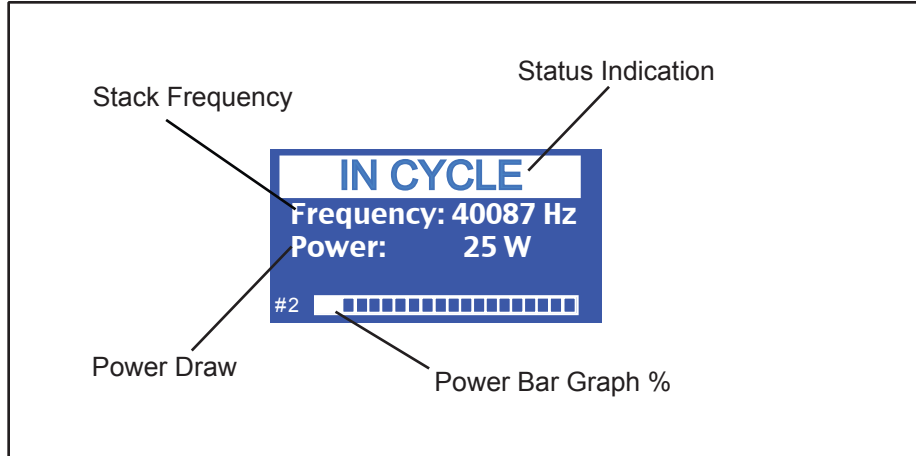 Status Indication
Stack Frequency
IN CYCLE
Frequency: 40087 Hz
Power: 25 W
#2
Power Draw
Power Bar Graph %